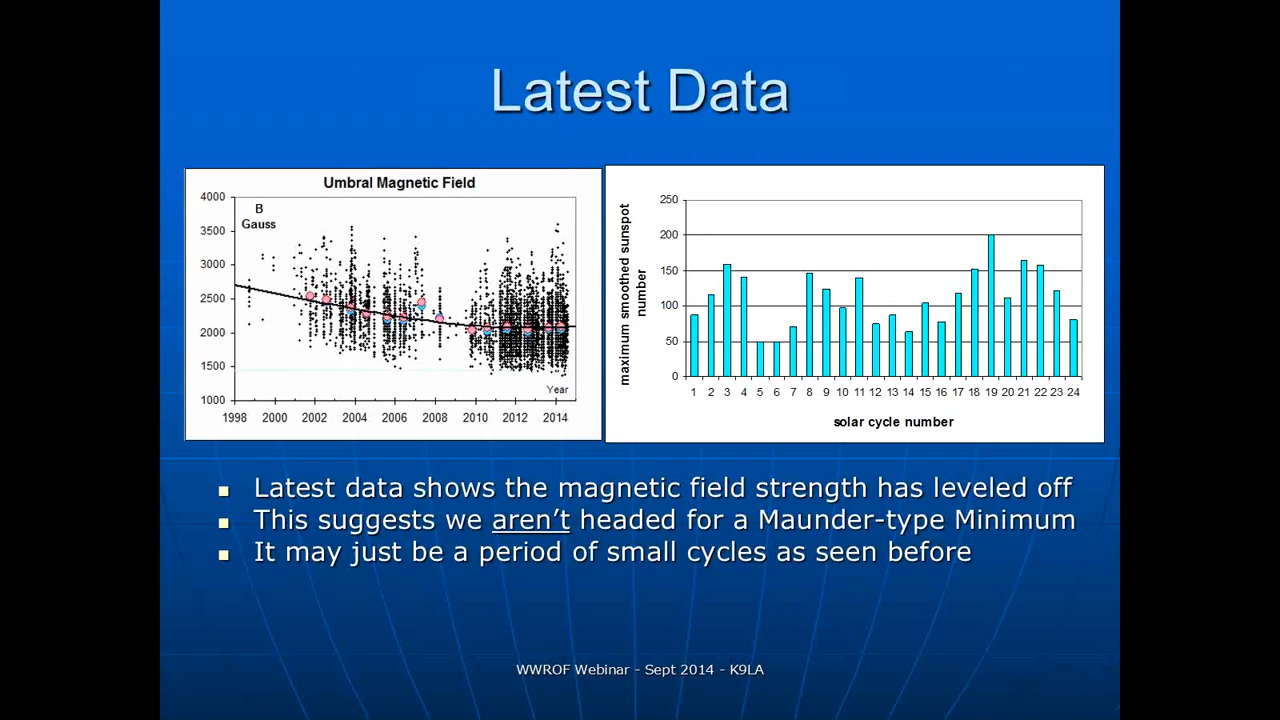 Latest Data
Umbral Magnetic Field
B
Gauss
4000
3500
3000
2500
2000
1500
1000
Year
1998 2000 2002 2004 2006 2008 2010 2012 2014
maximum smoothed sunspot
number
250
200
150
100
50
0
1 2 3 4 5 6 7 8 9 10 11 12 13 14 15 16 17 18 19 20 21 22 23 24
solar cycle number
▪ Latest data shows the magnetic field strength has leveled off
▪ This suggests we aren't headed for a Maunder-type Minimum
▪ It may just be a period of small cycles as seen before
WWROF Webinar - Sept 2014 - K9LA